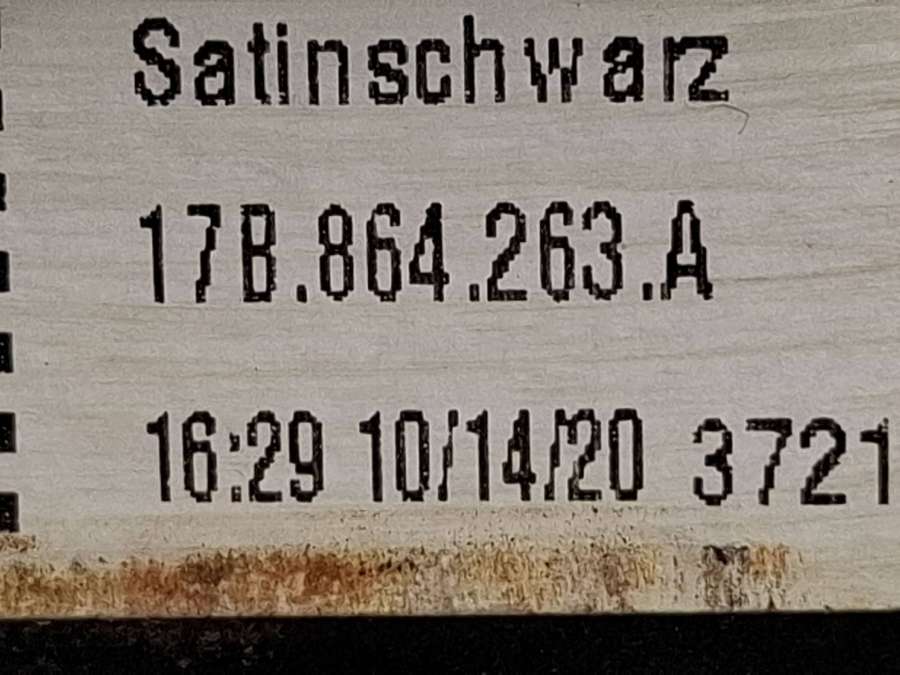 Satinschwarz
17B.864.263.A
16:29 10/14/20 3721